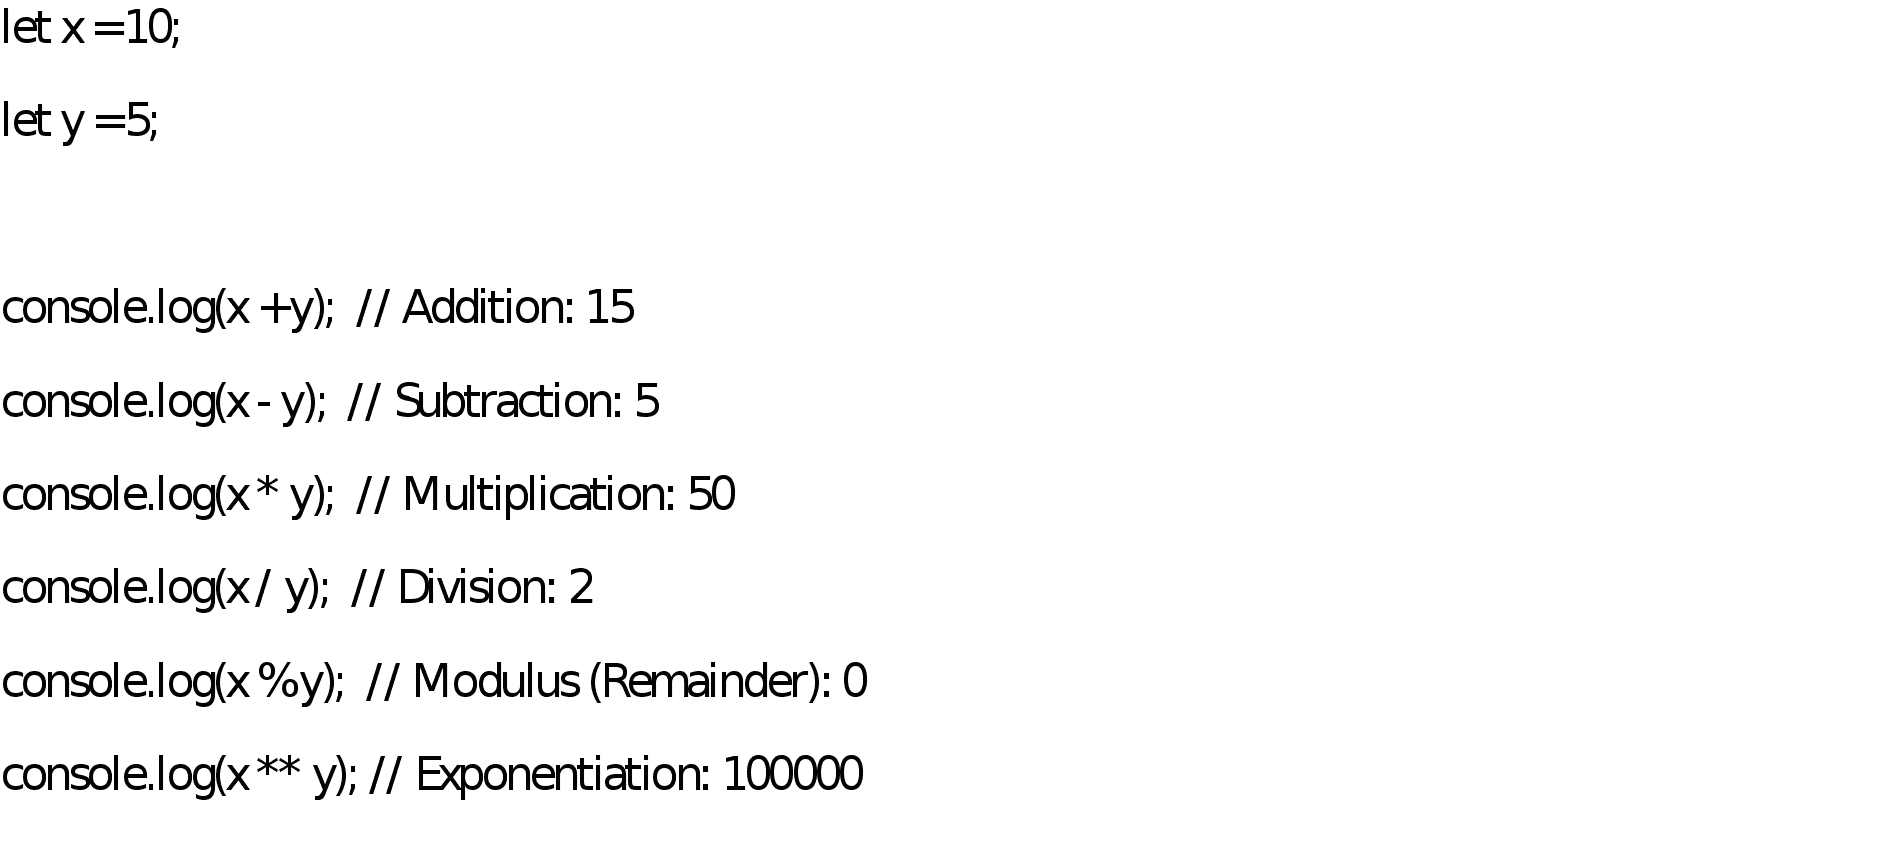 let x = 10;
let y = 5;

console.log(x + y);  // Addition: 15
console.log(x - y);  // Subtraction: 5
console.log(x * y);  // Multiplication: 50
console.log(x / y);  // Division: 2
console.log(x % y);  // Modulus (Remainder): 0
console.log(x ** y); // Exponentiation: 100000